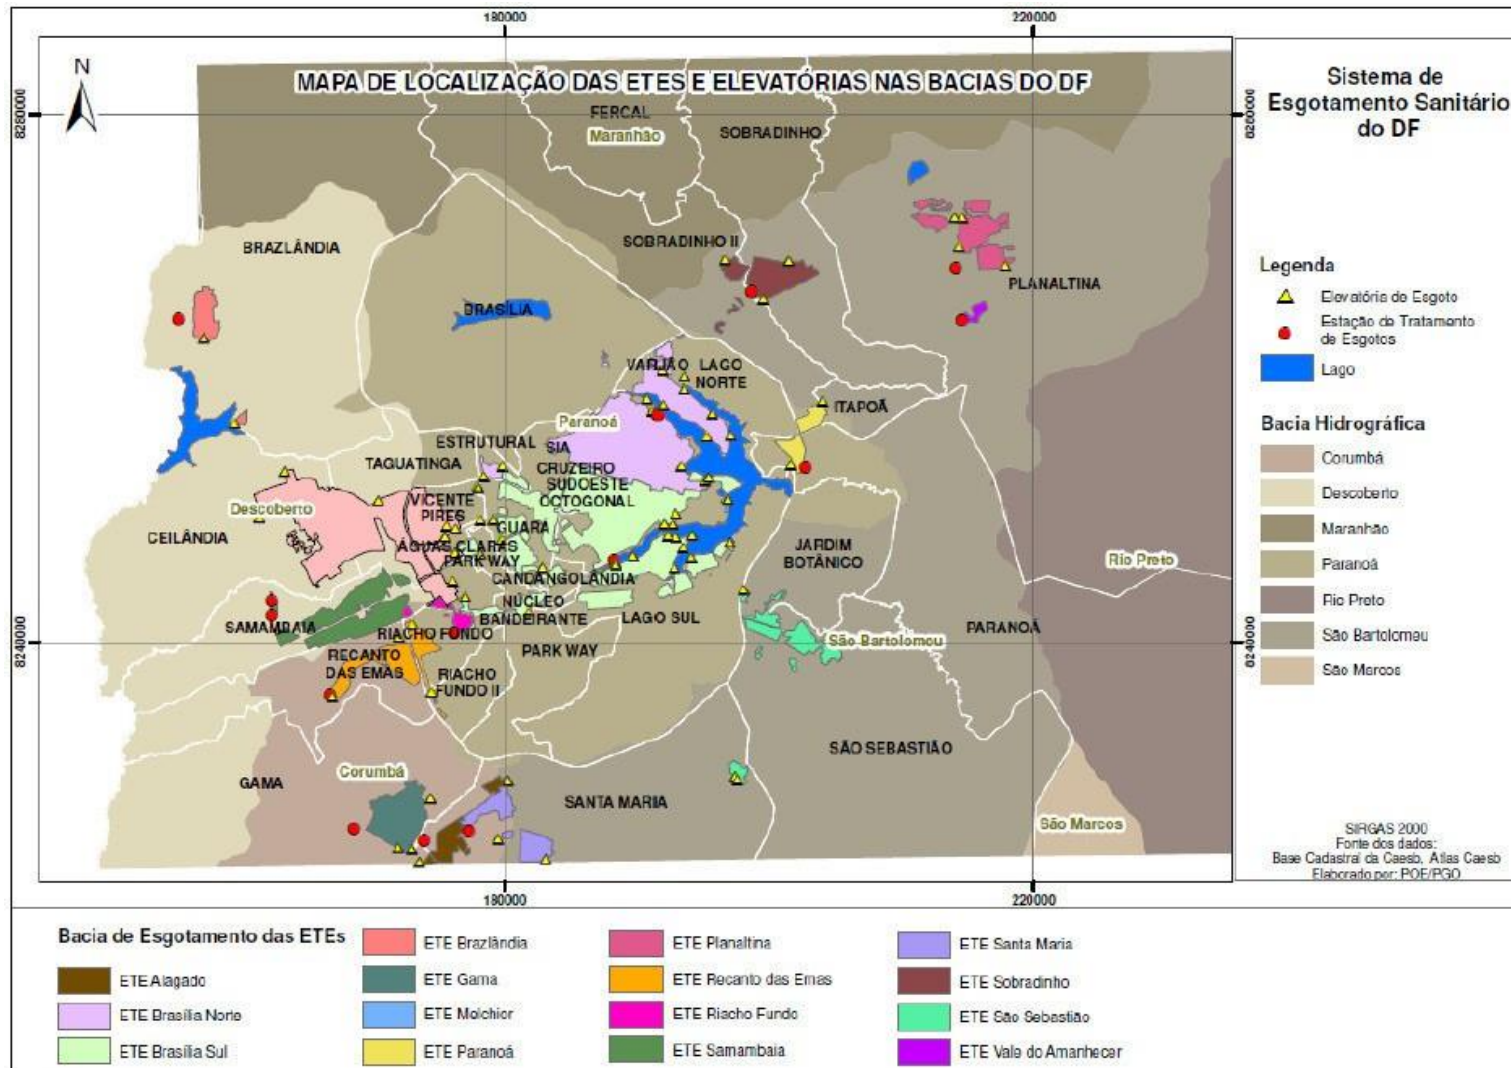 180000
220000
N
MAPA DE LOCALIZAÇÃO DAS ETES E ELEVATÓRIAS NAS BACIAS DO DF
8280000
8280000
FERCAL
Maranhão
SOBRADINHO
BRAZLÂNDIA
SOBRADINHO II
PLANALTINA
BRASÍLIA
VARJÃO
LAGO
NORTE
ITAPOÃ
Paranoá
ESTRUTURAL
SIA
TAGUATINGA
CRUZEIRO
SUDOESTE
OCTOGONAL
VICENTE
PIRES
Descoberto
CEILÂNDIA
GUARA
ÁGUAS CLARAS
PARK WAY
JARDIM
BOTÂNICO
Rio Preto
CANDANGOLÂNDIA
NÚCLEO
BANDEIRANTE
LAGO SUL
SAMAMBAIA
RIACHO FUNDO
PARANOÁ
São Bartolomeu
8240000
8240000
RECANTO
DAS EMAS
PARK WAY
RIACHO
FUNDO II
SÃO SEBASTIÃO
GAMA
Corumbá
SANTA MARIA
São Marcos
180000
220000
Sistema de
Esgotamento Sanitário
do DF
Legenda
Elevatória de Esgoto
Estação de Tratamento
de Esgotos
Lago
Bacia Hidrográfica
Corumbá
Descoberto
Maranhão
Paranoá
Rio Preto
São Bartolomeu
São Marcos
SIRGAS 2000
Fonte dos dados:
Base Cadastral da Caesb, Atlas Caesb
Elaborado por: POE/PGO
Bacia de Esgotamento das ETEs
ETE Alagado
ETE Brasília Norte
ETE Brasília Sul
ETE Brazlândia
ETE Gama
ETE Melchior
ETE Paranoá
ETE Planaltina
ETE Recanto das Emas
ETE Riacho Fundo
ETE Samambaia
ETE Santa Maria
ETE Sobradinho
ETE São Sebastião
ETE Vale do Amanhecer